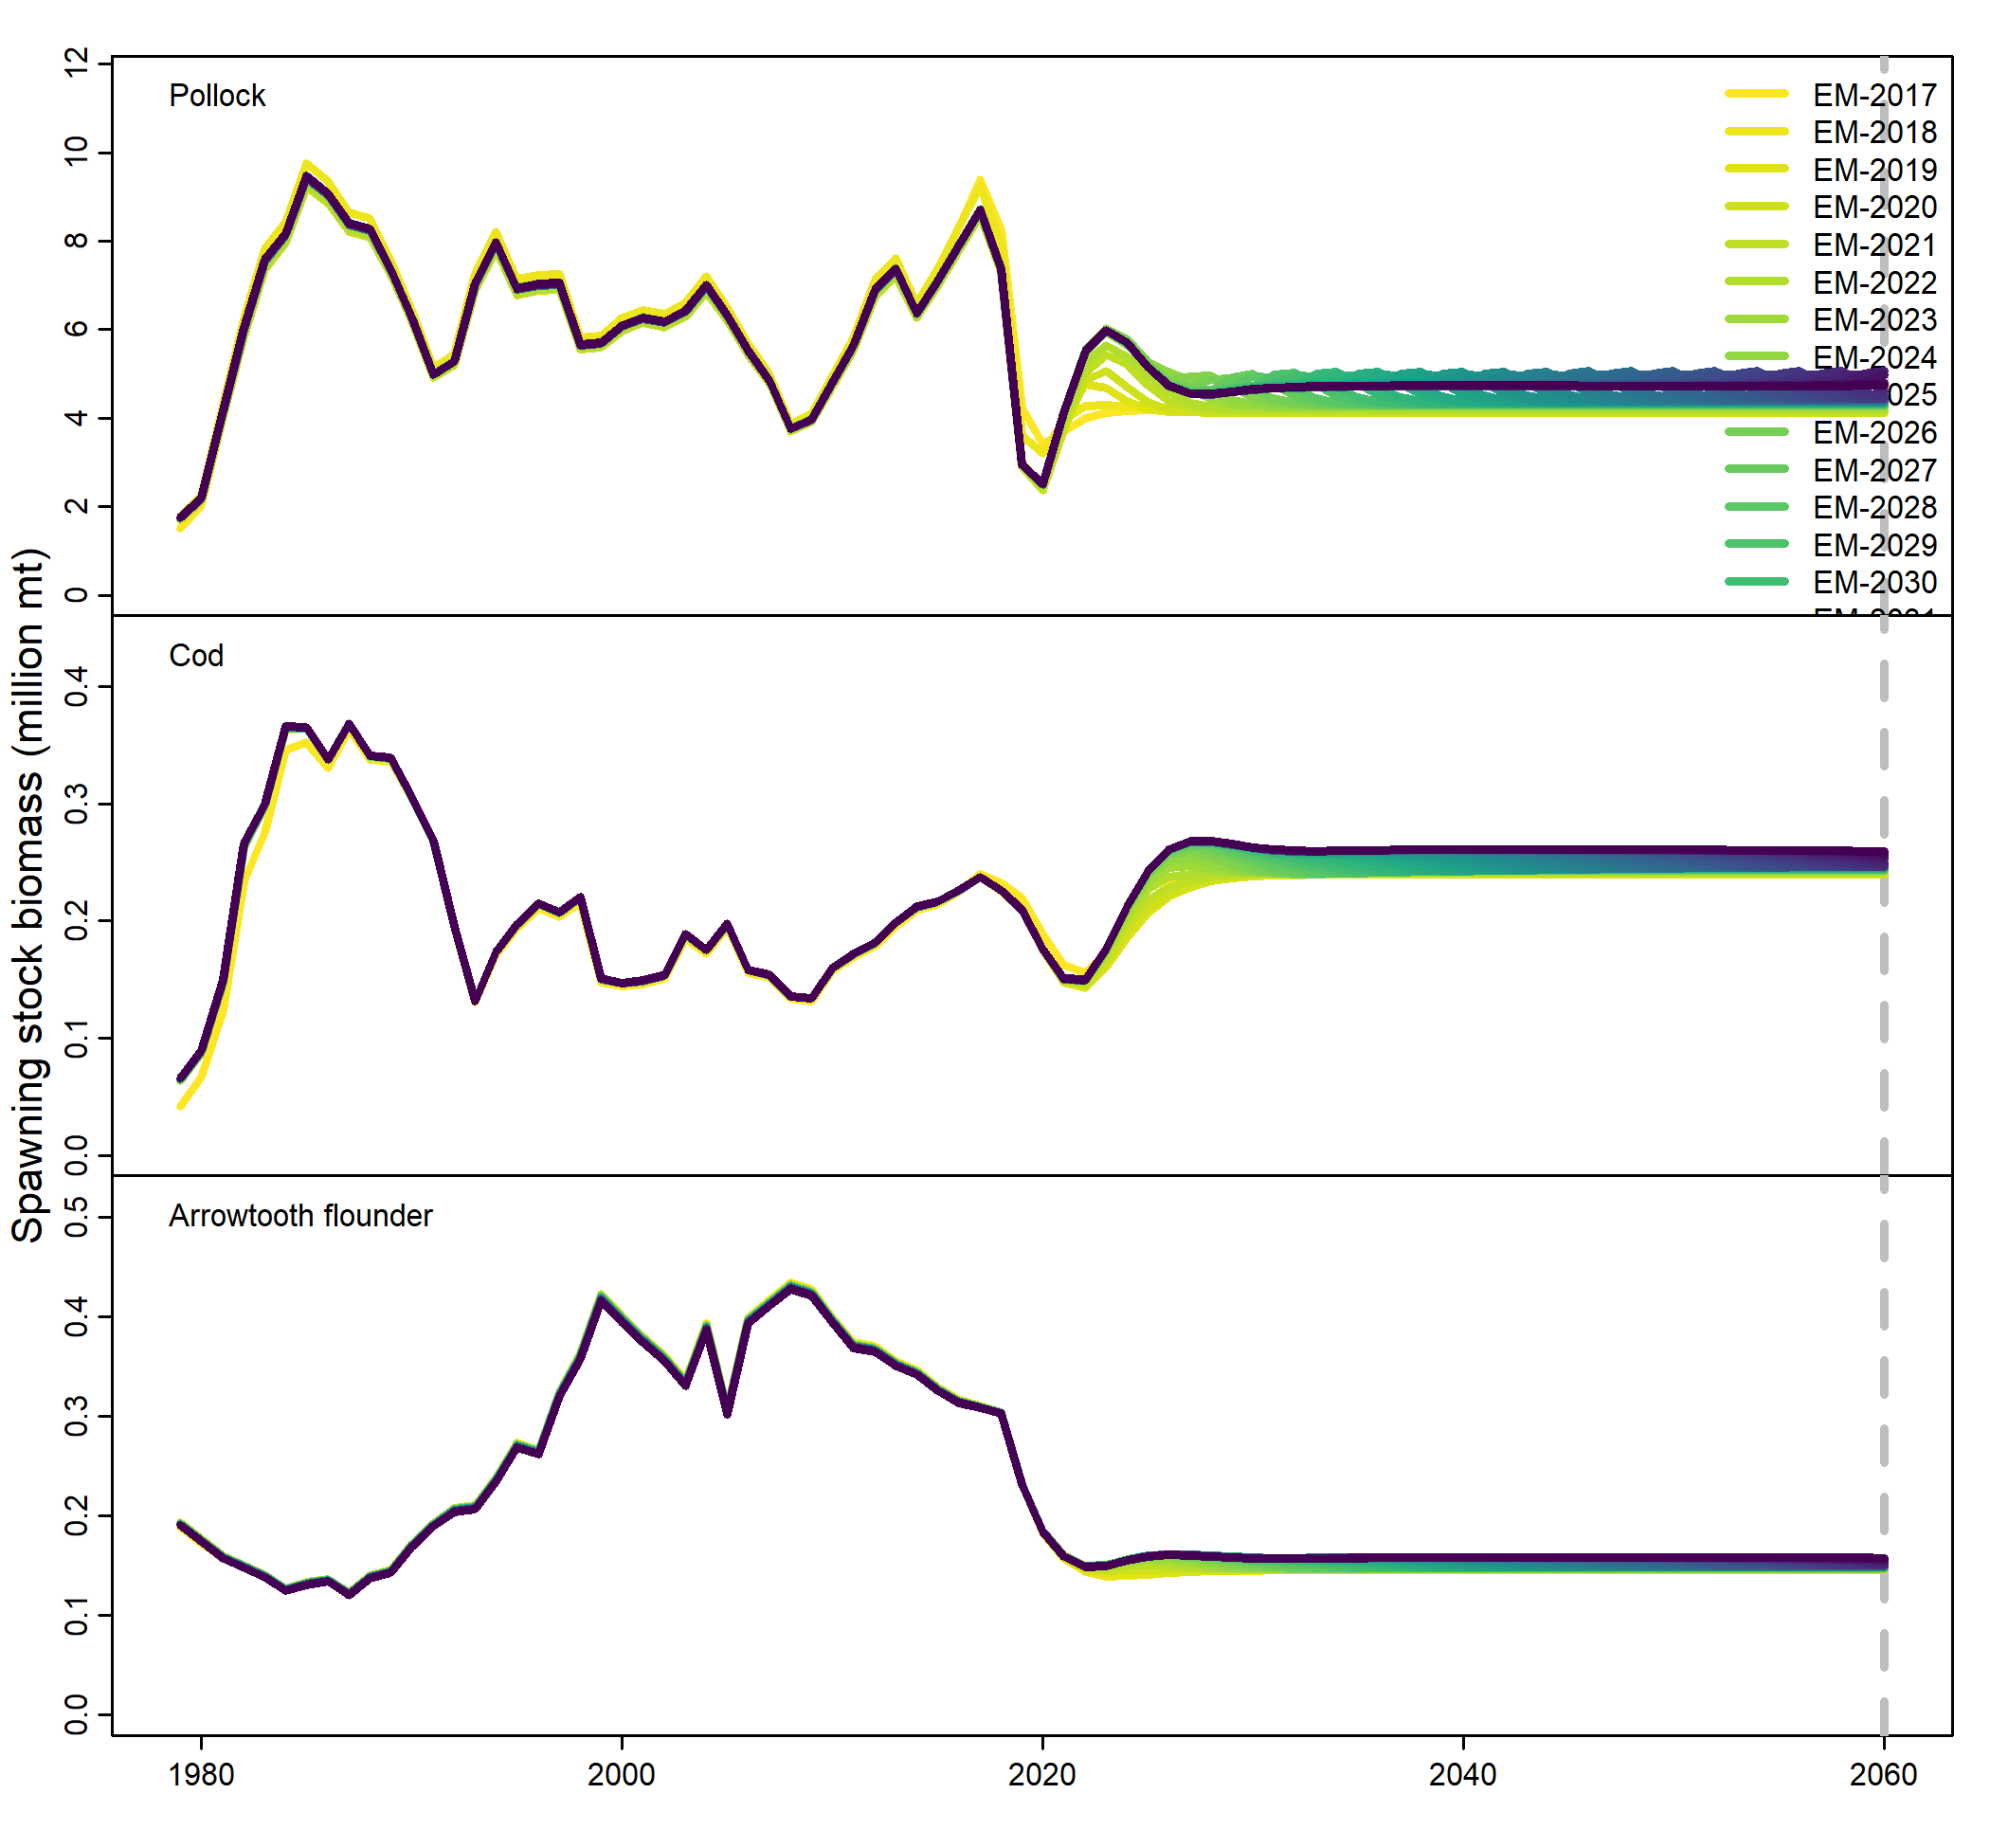 Spawning stock biomass (million mt)
Pollock
12
10
8
6
4
2
0
EM-2017
EM-2018
EM-2019
EM-2020
EM-2021
EM-2022
EM-2023
EM-2024
025
EM-2026
EM-2027
EM-2028
EM-2029
EM-2030
Cod
0.4
0.3
0.2
0.1
0.0
Arrowtooth flounder
0.5
0.4
0.3
0.2
0.1
0.0
1980 2000 2020 2040 2060